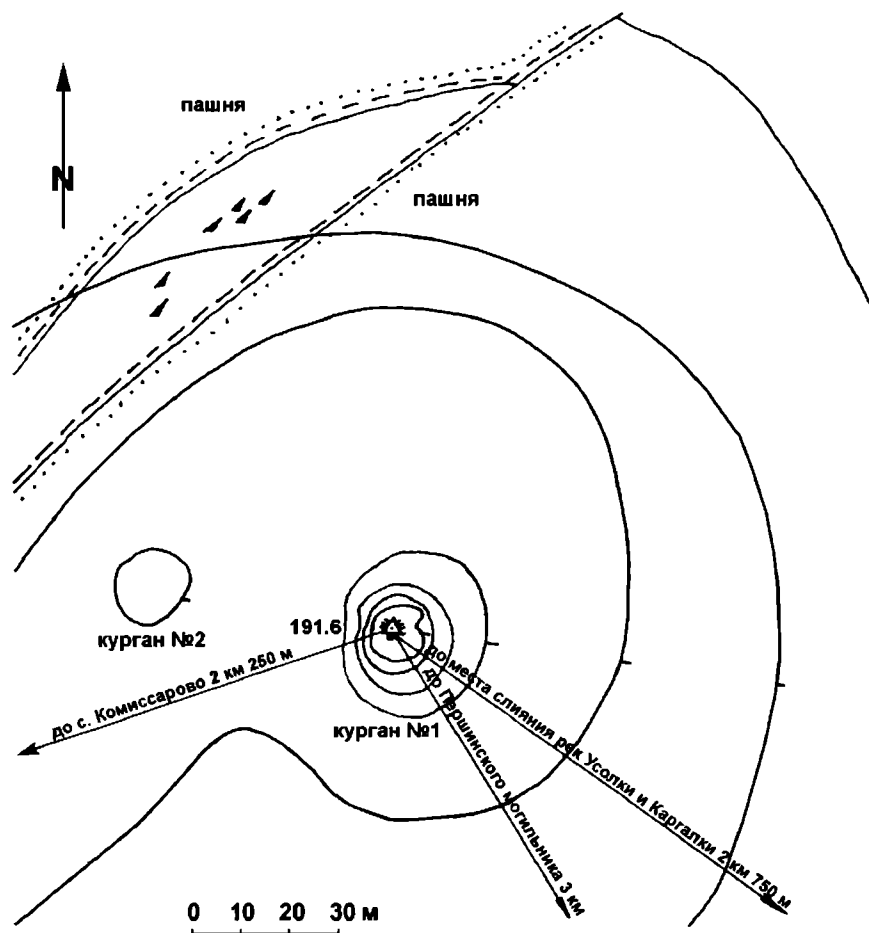 пашня
N
пашня
191.6
курган №2
до с. Комиссарово 2 км 250 м
курган №1
до места слияния рек Усолки и Каргалки 2 км 750 м
до Першинского могильника 3 км
0 10 20 30 м